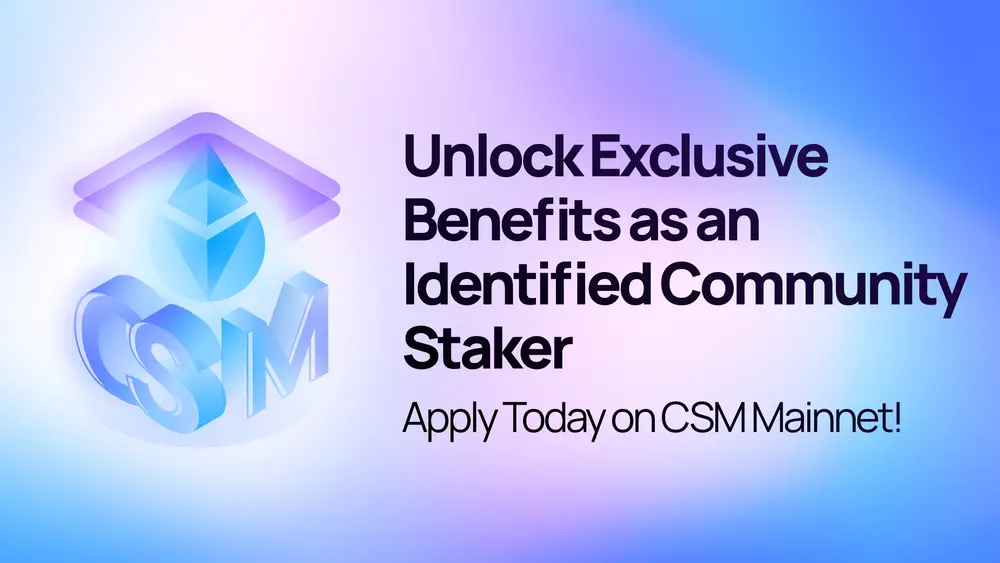 CSM
Unlock Exclusive
Benefits as an
Identified Community
Staker
Apply Today on CSM Mainnet!